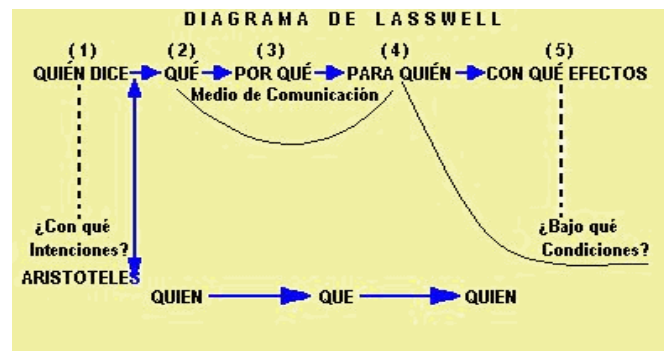 DIAGRAMA DE LASSWELL
(1) (2) (3) (4) (5)
QUIÉN DICE QUÉ POR QUÉ PARA QUIÉN CON QUÉ EFECTOS
Medio de Comunicación
¿Con qué ¿Bajo qué
Intenciones? Condiciones?
ARISTOTELES
QUIEN QUE QUIEN